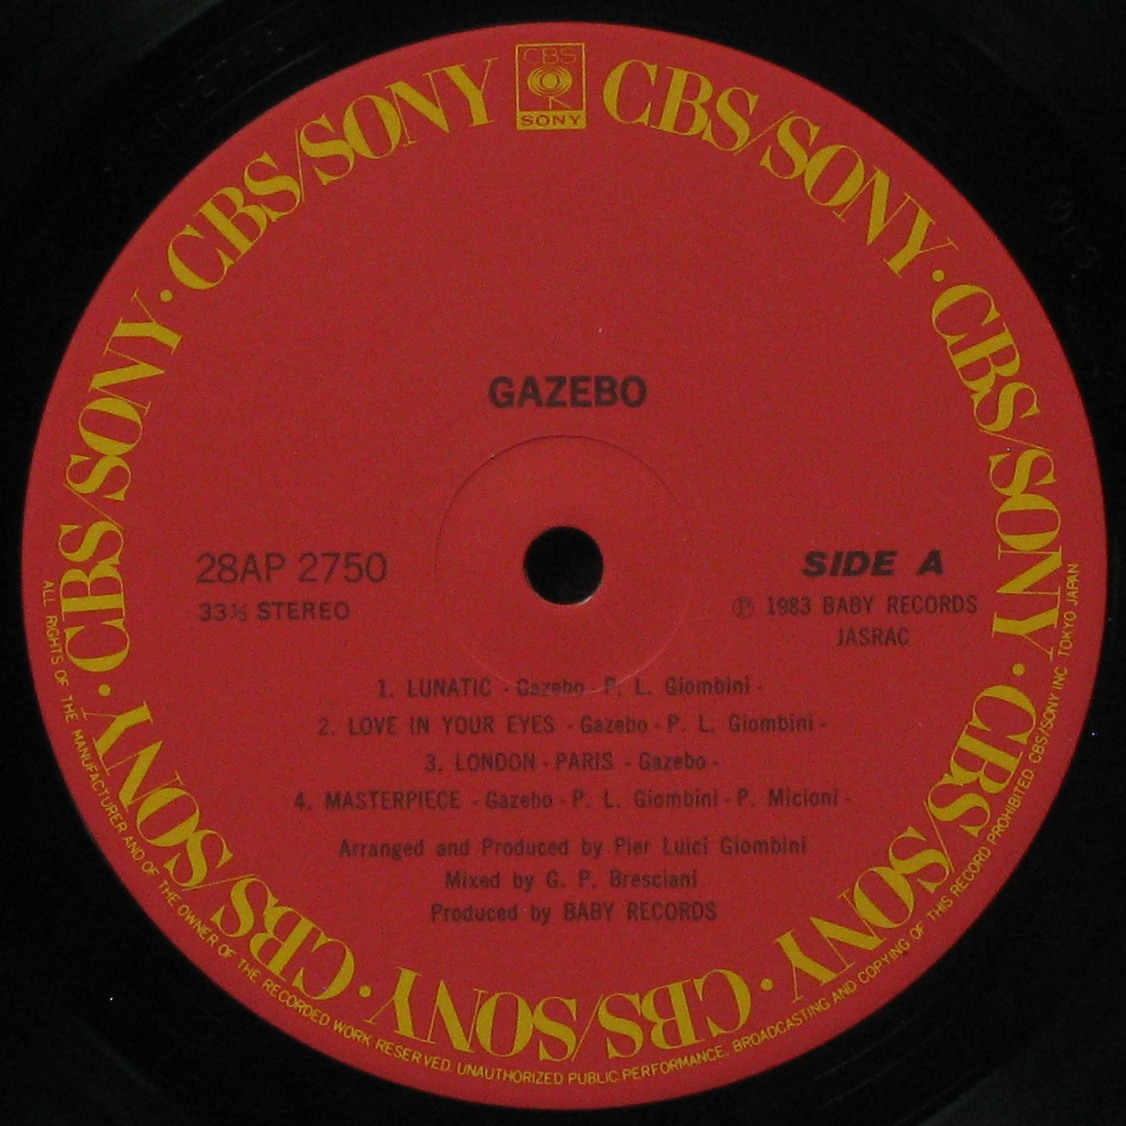 CBS
SONY
CBS/SONY · CBS/SONY · CBS/SONY · CBS/SONY · CBS/SONY · CBS/SONY · CBS/SONY
GAZEBO
28AP 2750
33⅓ STEREO
SIDE A
Ⓟ 1983 BABY RECORDS
JASRAC
1. LUNATIC - Gazebo - P. L. Giombini -
2. LOVE IN YOUR EYES - Gazebo - P. L. Giombini -
3. LONDON - PARIS - Gazebo -
4. MASTERPIECE - Gazebo - P. L. Giombini - P. Micioni -
Arranged and Produced by Pier Luici Giombini
Mixed by G. P. Bresciani
Produced by BABY RECORDS
ALL RIGHTS OF THE MANUFACTURER AND OF THE OWNER OF THE RECORDED WORK RESERVED. UNAUTHORIZED PUBLIC PERFORMANCE, BROADCASTING AND COPYING OF THIS RECORD PROHIBITED CBS/SONY INC. TOKYO JAPAN